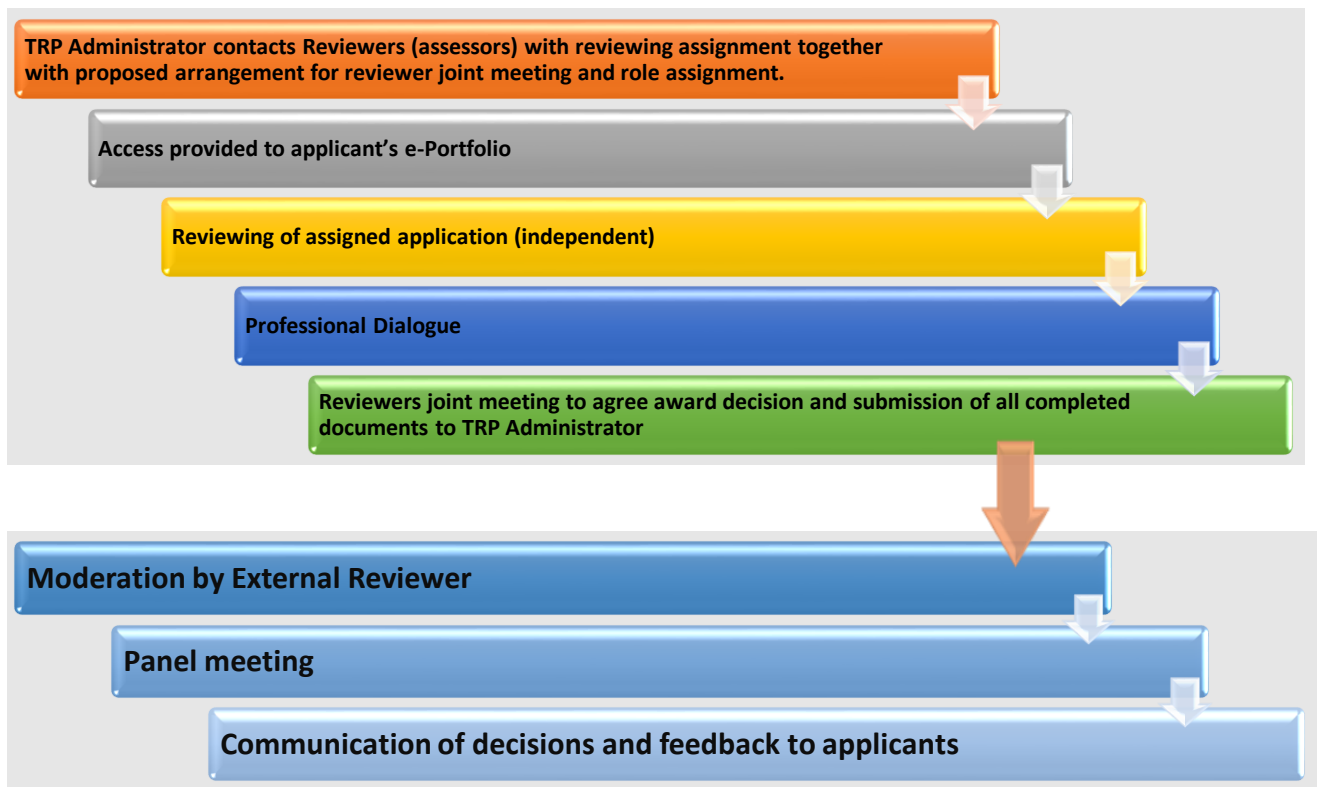 TRP Administrator contacts Reviewers (assessors) with reviewing assignment together
with proposed arrangement for reviewer joint meeting and role assignment.
Access provided to applicant’s e-Portfolio
Reviewing of assigned application (independent)
Professional Dialogue
Reviewers joint meeting to agree award decision and submission of all completed
documents to TRP Administrator
Moderation by External Reviewer
Panel meeting
Communication of decisions and feedback to applicants